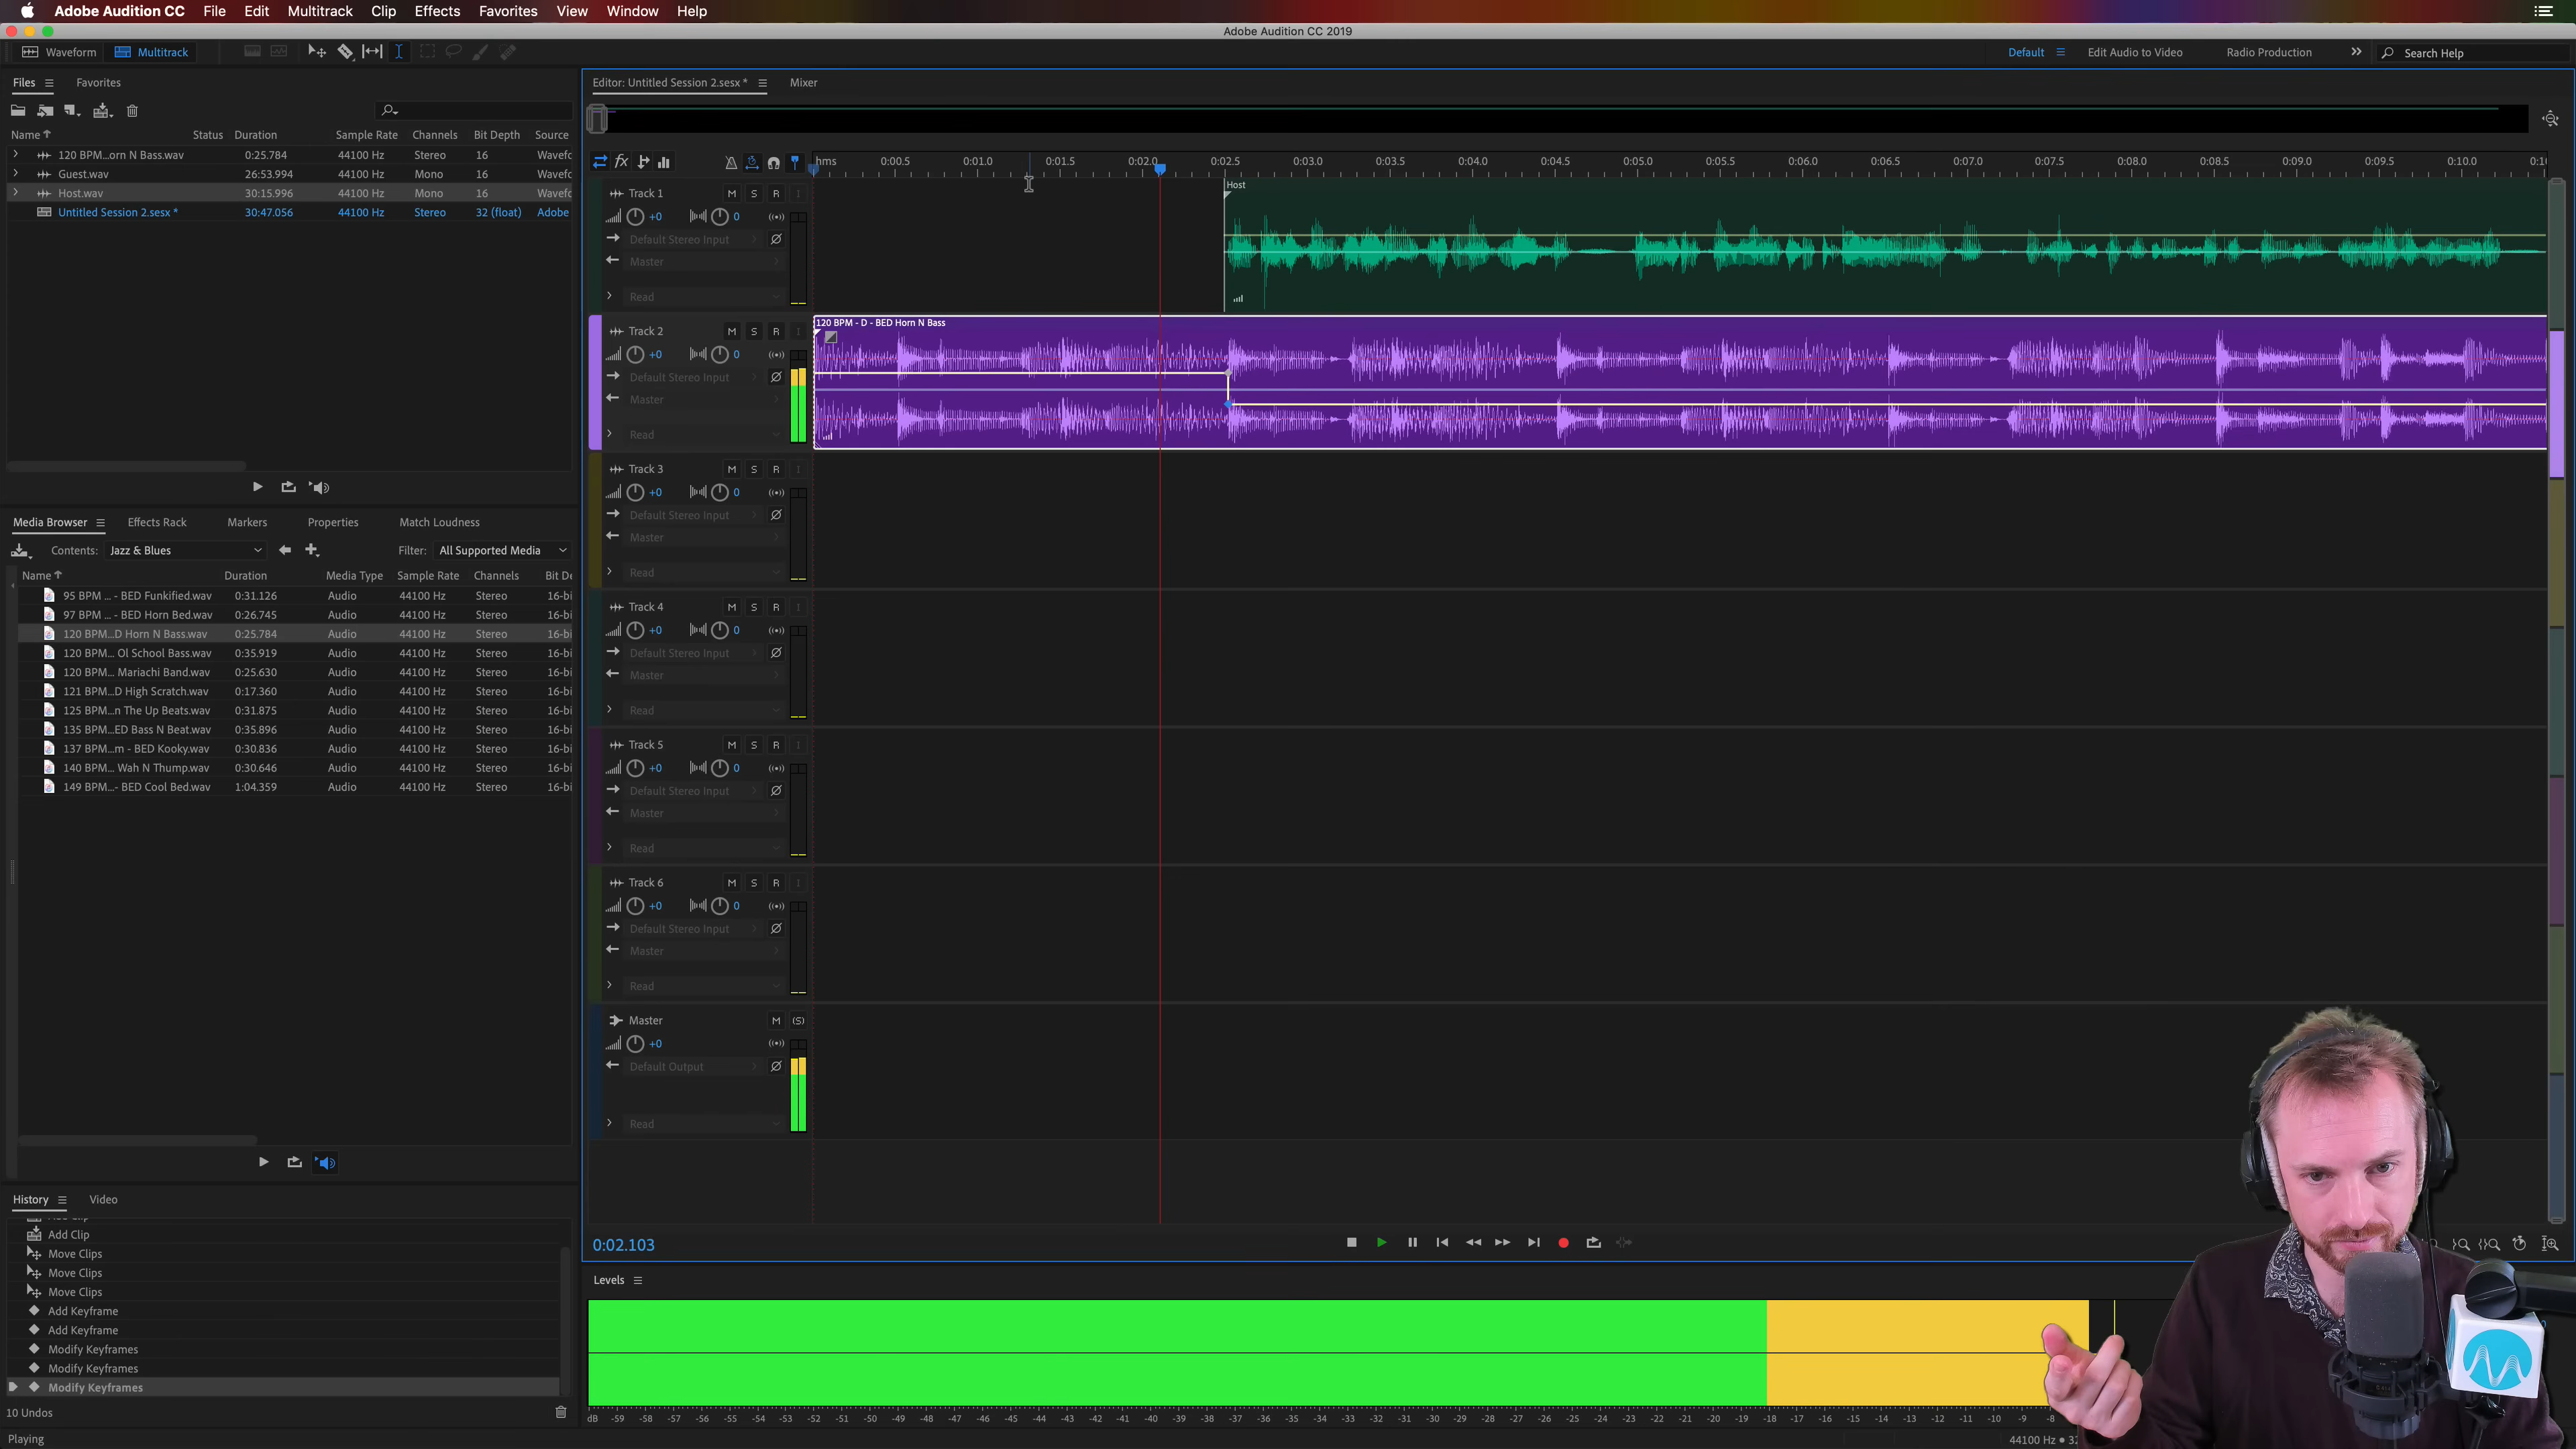 Adobe Audition CC File Edit Multitrack Clip Effects Favorites View Window Help
Adobe Audition CC 2019
Waveform Multitrack Default Edit Audio to Video Radio Production Search Help
Files Favorites
Name Status Duration Sample Rate Channels Bit Depth Source
120 BPM...orn N Bass.wav 0:25.784 44100 Hz Stereo 16 Wavefo
Guest.wav 26:53.994 44100 Hz Mono 16 Wavefo
Host.wav 30:15.996 44100 Hz Mono 16 Wavefo
Untitled Session 2.sesx * 30:47.056 44100 Hz Stereo 32 (float) Adobe
Media Browser Effects Rack Markers Properties Match Loudness
Contents: Jazz & Blues Filter: All Supported Media
Name Duration Media Type Sample Rate Channels Bit De
95 BPM ... - BED Funkified.wav 0:31.126 Audio 44100 Hz Stereo 16-bi
97 BPM ... - BED Horn Bed.wav 0:26.745 Audio 44100 Hz Stereo 16-bi
120 BPM...D Horn N Bass.wav 0:25.784 Audio 44100 Hz Stereo 16-bi
120 BPM... Ol School Bass.wav 0:35.919 Audio 44100 Hz Stereo 16-bi
120 BPM... Mariachi Band.wav 0:25.630 Audio 44100 Hz Stereo 16-bi
121 BPM...D High Scratch.wav 0:17.360 Audio 44100 Hz Stereo 16-bi
125 BPM...n The Up Beats.wav 0:31.875 Audio 44100 Hz Stereo 16-bi
135 BPM...ED Bass N Beat.wav 0:35.896 Audio 44100 Hz Stereo 16-bi
137 BPM...m - BED Kooky.wav 0:30.836 Audio 44100 Hz Stereo 16-bi
140 BPM... Wah N Thump.wav 0:30.646 Audio 44100 Hz Stereo 16-bi
149 BPM...- BED Cool Bed.wav 1:04.359 Audio 44100 Hz Stereo 16-bi
History Video
Add Clip
Add Clip
Move Clips
Move Clips
Move Clips
Add Keyframe
Add Keyframe
Modify Keyframes
Modify Keyframes
Modify Keyframes
10 Undos
Playing
Editor: Untitled Session 2.sesx * Mixer
fx hms 0:00.5 0:01.0 0:01.5 0:02.0 0:02.5 0:03.0 0:03.5 0:04.0 0:04.5 0:05.0 0:05.5 0:06.0 0:06.5 0:07.0 0:07.5 0:08.0 0:08.5 0:09.0 0:09.5 0:10.0 0:1
Track 1 M S R I Host
+0 0
Default Stereo Input
Master
Read
Track 2 M S R I 120 BPM - D - BED Horn N Bass
+0 0
Default Stereo Input
Master
Read
Track 3 M S R I
+0 0
Default Stereo Input
Master
Read
Track 4 M S R I
+0 0
Default Stereo Input
Master
Read
Track 5 M S R I
+0 0
Default Stereo Input
Master
Read
Track 6 M S R I
+0 0
Default Stereo Input
Master
Read
Master M (S)
+0
Default Output
Read
0:02.103
Levels
dB -59 -58 -57 -56 -55 -54 -53 -52 -51 -50 -49 -48 -47 -46 -45 -44 -43 -42 -41 -40 -39 -38 -37 -36 -35 -34 -33 -32 -31 -30 -29 -28 -27 -26 -25 -24 -23 -22 -21 -20 -19 -18 -17 -16 -15 -14 -13 -12 -11 -10 -9 -8
44100 Hz • 32